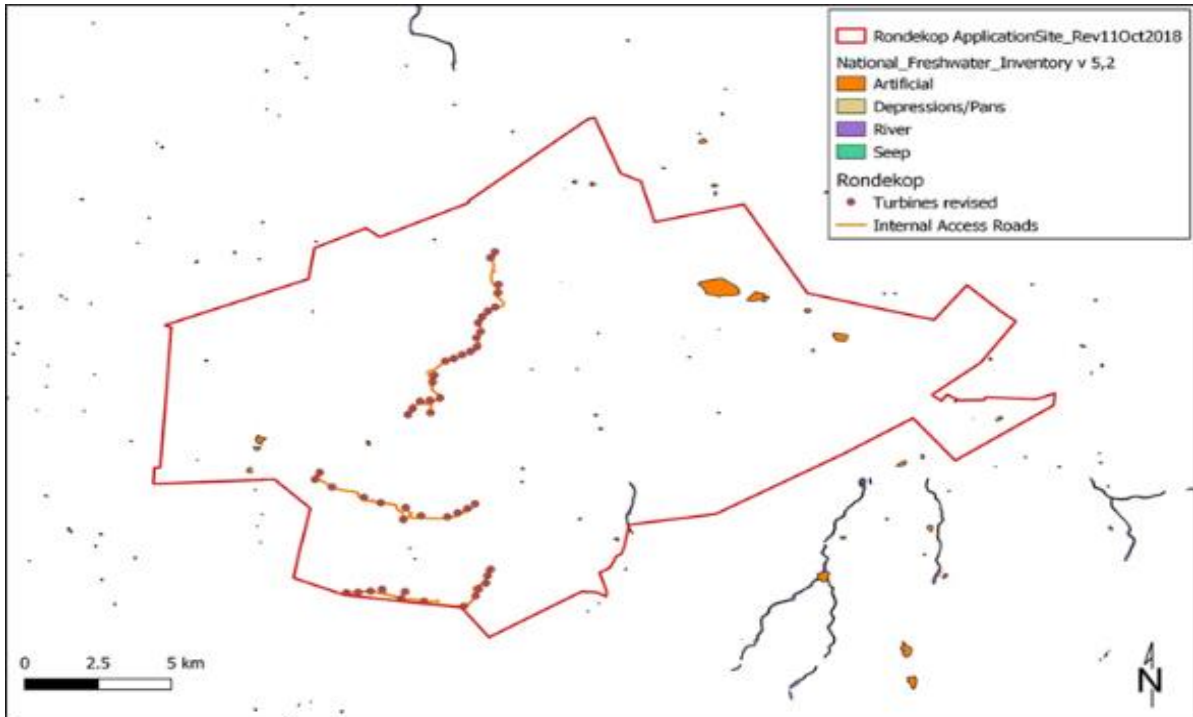 Rondekop ApplicationSite_Rev11Oct2018
National_Freshwater_Inventory v 5,2
Artificial
Depressions/Pans
River
Seep
Rondekop
Turbines revised
Internal Access Roads
0 2.5 5 km
N